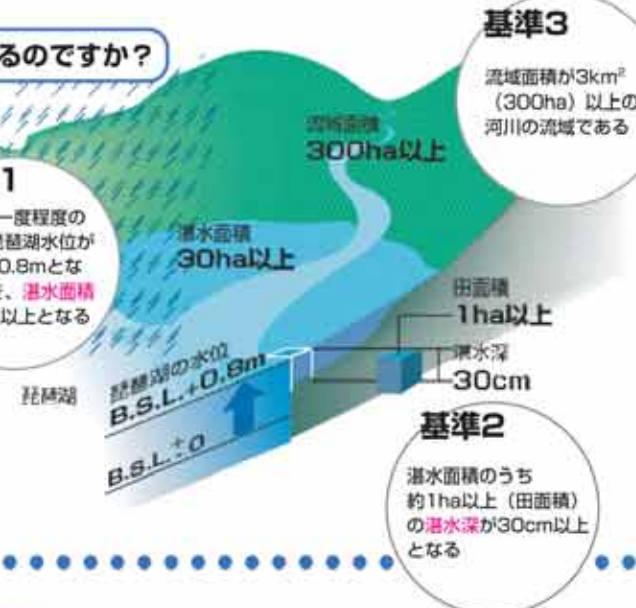 るのですか？
基準3
流域面積が3km²
（300ha）以上の
河川の流域である
流域面積
300ha以上
1
一度程度の
琵琶湖水位が
0.8mとな
、湛水面積
以上となる
湛水面積
30ha以上
田面積
1ha以上
湛水深
30cm
琵琶湖
琵琶湖の水位
B.S.L.+0.8m
B.S.L.±0
基準2
湛水面積のうち
約1ha以上（田面積）
の湛水深が30cm以上
となる